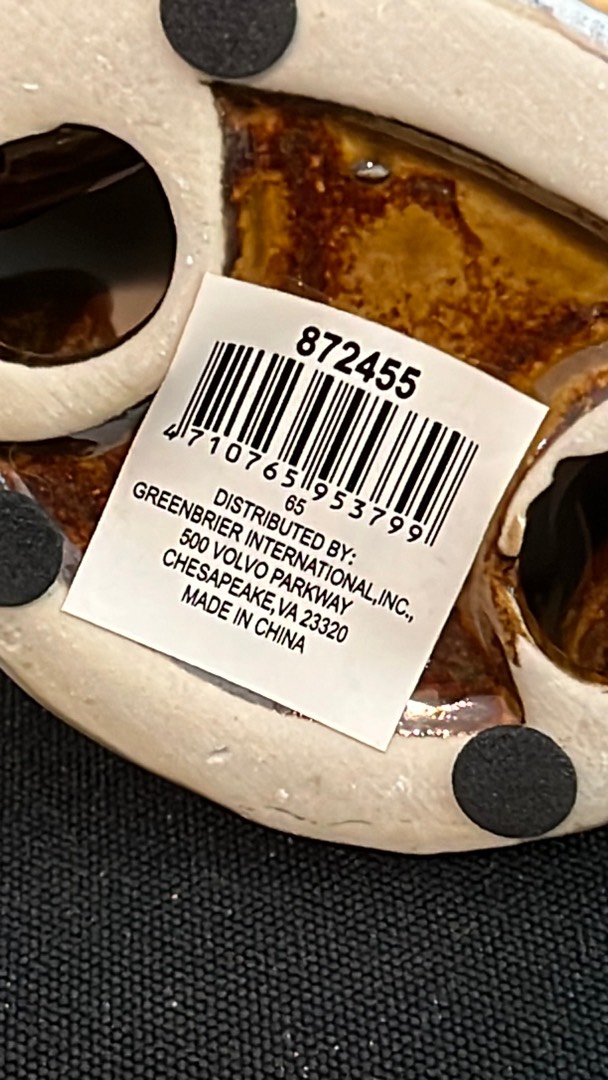 872455
4710765953799
65
DISTRIBUTED BY:
GREENBRIER INTERNATIONAL,INC.,
500 VOLVO PARKWAY
CHESAPEAKE,VA 23320
MADE IN CHINA